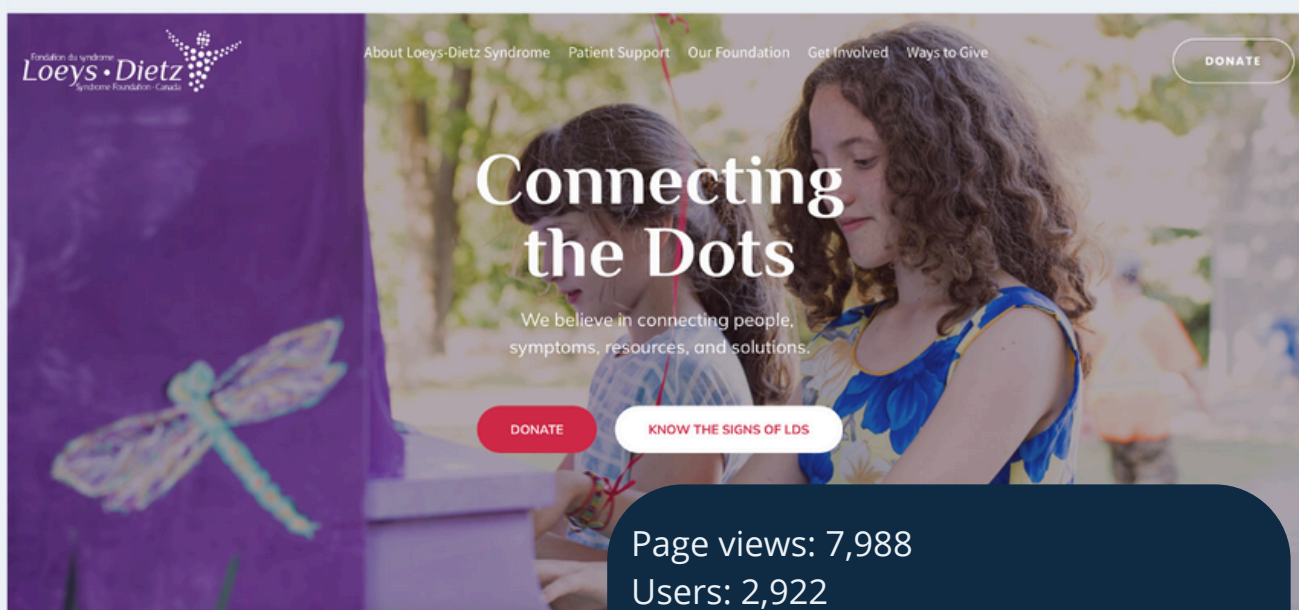 Fondation du syndrome
Loeys • Dietz
Syndrome Foundation · Canada
About Loeys-Dietz Syndrome Patient Support Our Foundation Get Involved Ways to Give
DONATE
Connecting
the Dots
We believe in connecting people,
symptoms, resources, and solutions.
DONATE
KNOW THE SIGNS OF LDS
Page views: 7,988
Users: 2,922